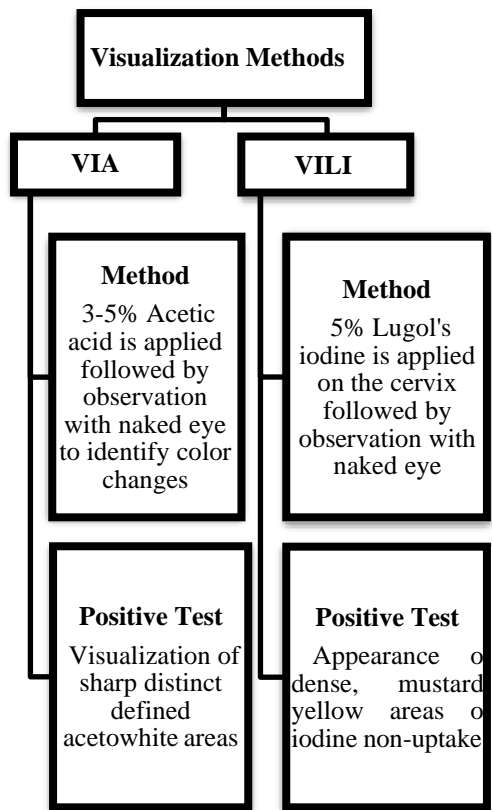 Visualization Methods
VIA
VILI
Method
3-5% Acetic
acid is applied
followed by
observation
with naked eye
to identify color
changes
Method
5% Lugol's
iodine is applied
on the cervix
followed by
observation with
naked eye
Positive Test
Visualization of
sharp distinct
defined
acetowhite areas
Positive Test
Appearance o
dense, mustard
yellow areas o
iodine non-uptake